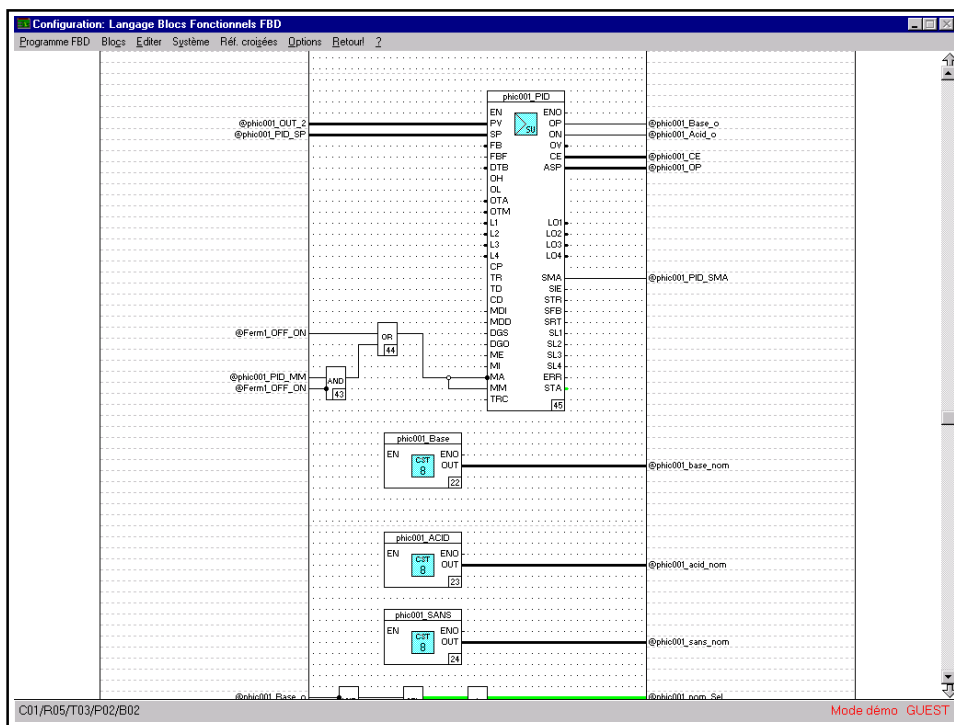 Configuration: Langage Blocs Fonctionnels FBD
Programme FBD Blocs Editer Système Réf. croisées Options Retour! ?
phic001_PID
EN ENO
@phic001_OUT_2 PV SU OP @phic001_Base_o
@phic001_PID_SP SP ON @phic001_Acid_o
FB OV
FBF CE @phic001_CE
DTB ASP @phic001_OP
OH
OL
OTA
OTM
L1 LO1
L2 LO2
L3 LO3
L4 LO4
CP
TR SMA @phic001_PID_SMA
TD SIE
CD STR
MDI SFB
MDD SRT
@Ferm1_OFF_ON OR DGS SL1
44 DGO SL2
ME SL3
MI SL4
@phic001_PID_MM AND MA ERR
@Ferm1_OFF_ON 43 MM STA
TRC 45
phic001_Base
EN CST ENO
8 OUT @phic001_base_nom
22
phic001_ACID
EN CST ENO
8 OUT @phic001_acid_nom
23
phic001_SANS
EN CST ENO
8 OUT @phic001_sans_nom
24
@phic001_Base_o @phic001_nom_Sel
C01/R05/T03/P02/B02 Mode démo GUEST